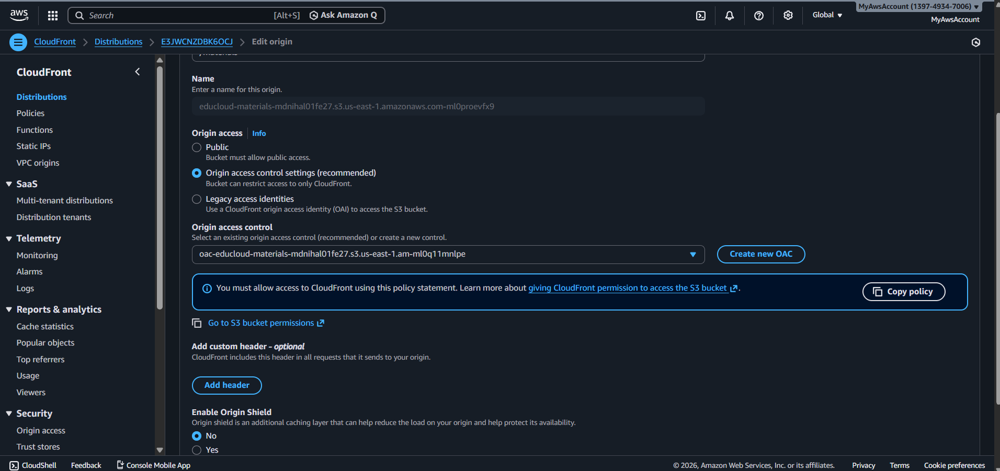 aws
Search [Alt+S] Ask Amazon Q
Global
MyAwsAccount (1397-4934-7006)
MyAwsAccount
CloudFront Distributions E3JWCNZDBK6OCJ Edit origin
CloudFront
Distributions
Policies
Functions
Static IPs
VPC origins
SaaS
Multi-tenant distributions
Distribution tenants
Telemetry
Monitoring
Alarms
Logs
Reports & analytics
Cache statistics
Popular objects
Top referrers
Usage
Viewers
Security
Origin access
Trust stores
/materials
Name
Enter a name for this origin.
educloud-materials-mdnihal01fe27.s3.us-east-1.amazonaws.com-ml0proevfx9
Origin access Info
Public
Bucket must allow public access.
Origin access control settings (recommended)
Bucket can restrict access to only CloudFront.
Legacy access identities
Use a CloudFront origin access identity (OAI) to access the S3 bucket.
Origin access control
Select an existing origin access control (recommended) or create a new control.
oac-educloud-materials-mdnihal01fe27.s3.us-east-1.am-ml0q11mnlpe
Create new OAC
You must allow access to CloudFront using this policy statement. Learn more about giving CloudFront permission to access the S3 bucket.
Copy policy
Go to S3 bucket permissions
Add custom header - optional
CloudFront includes this header in all requests that it sends to your origin.
Add header
Enable Origin Shield
Origin shield is an additional caching layer that can help reduce the load on your origin and help protect its availability.
No
Yes
CloudShell Feedback Console Mobile App © 2026, Amazon Web Services, Inc. or its affiliates. Privacy Terms Cookie preferences